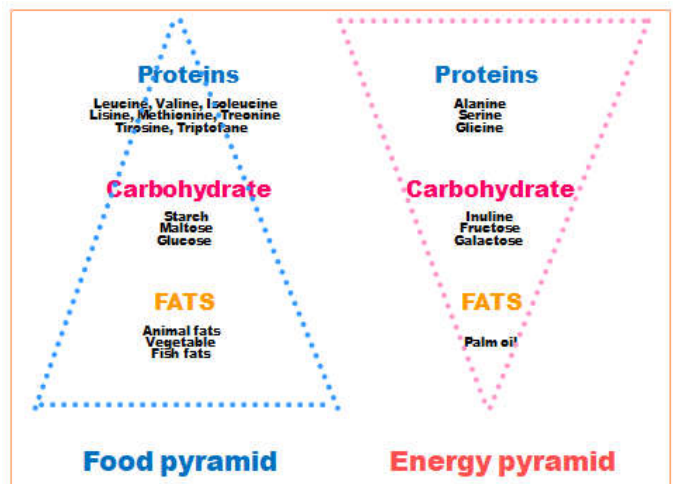 Proteins
Leucine, Valine, Isoleucine
Lisine, Methionine, Treonine
Tirosine, Triptofane
Carbohydrate
Starch
Maltose
Glucose
FATS
Animal fats
Vegetable
Fish fats
Food pyramid
Proteins
Alanine
Serine
Glicine
Carbohydrate
Inuline
Fructose
Galactose
FATS
Palm oil
Energy pyramid